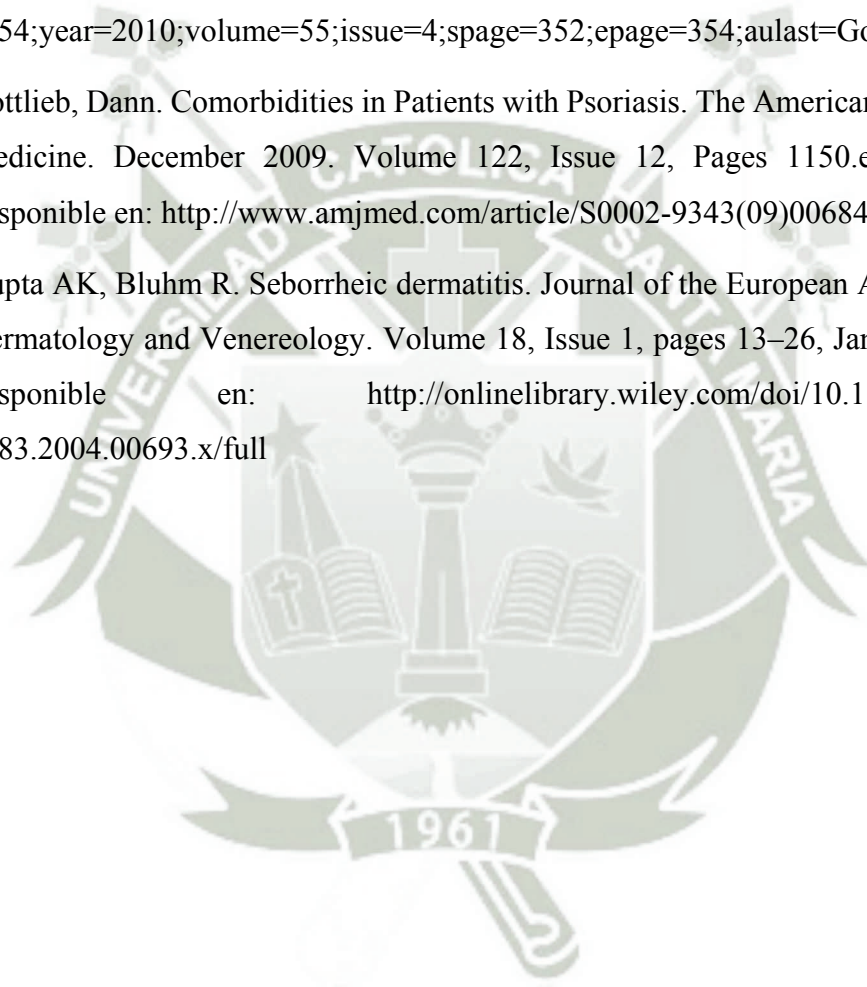 54;year=2010;volume=55;issue=4;spage=352;epage=354;aulast=Go
ottlieb, Dann. Comorbidities in Patients with Psoriasis. The American
edicine. December 2009. Volume 122, Issue 12, Pages 1150.e
sponible en: http://www.amjmed.com/article/S0002-9343(09)00684
upta AK, Bluhm R. Seborrheic dermatitis. Journal of the European A
ermatology and Venereology. Volume 18, Issue 1, pages 13–26, Jan
sponible en: http://onlinelibrary.wiley.com/doi/10.1
83.2004.00693.x/full
UNIVERSIDAD CATOLICA SANTA MARIA
1961